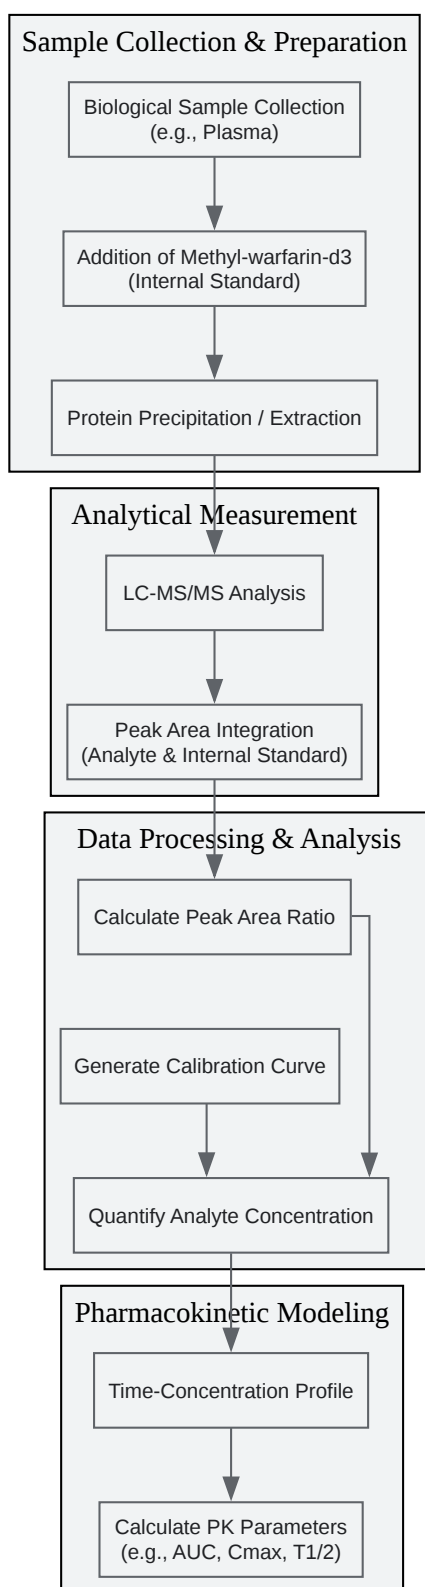 Sample Collection & Preparation
Biological Sample Collection
(e.g., Plasma)
Addition of Methyl-warfarin-d3
(Internal Standard)
Protein Precipitation / Extraction
Analytical Measurement
LC-MS/MS Analysis
Peak Area Integration
(Analyte & Internal Standard)
Data Processing & Analysis
Calculate Peak Area Ratio
Generate Calibration Curve
Quantify Analyte Concentration
Pharmacokinetic Modeling
Time-Concentration Profile
Calculate PK Parameters
(e.g., AUC, Cmax, T1/2)